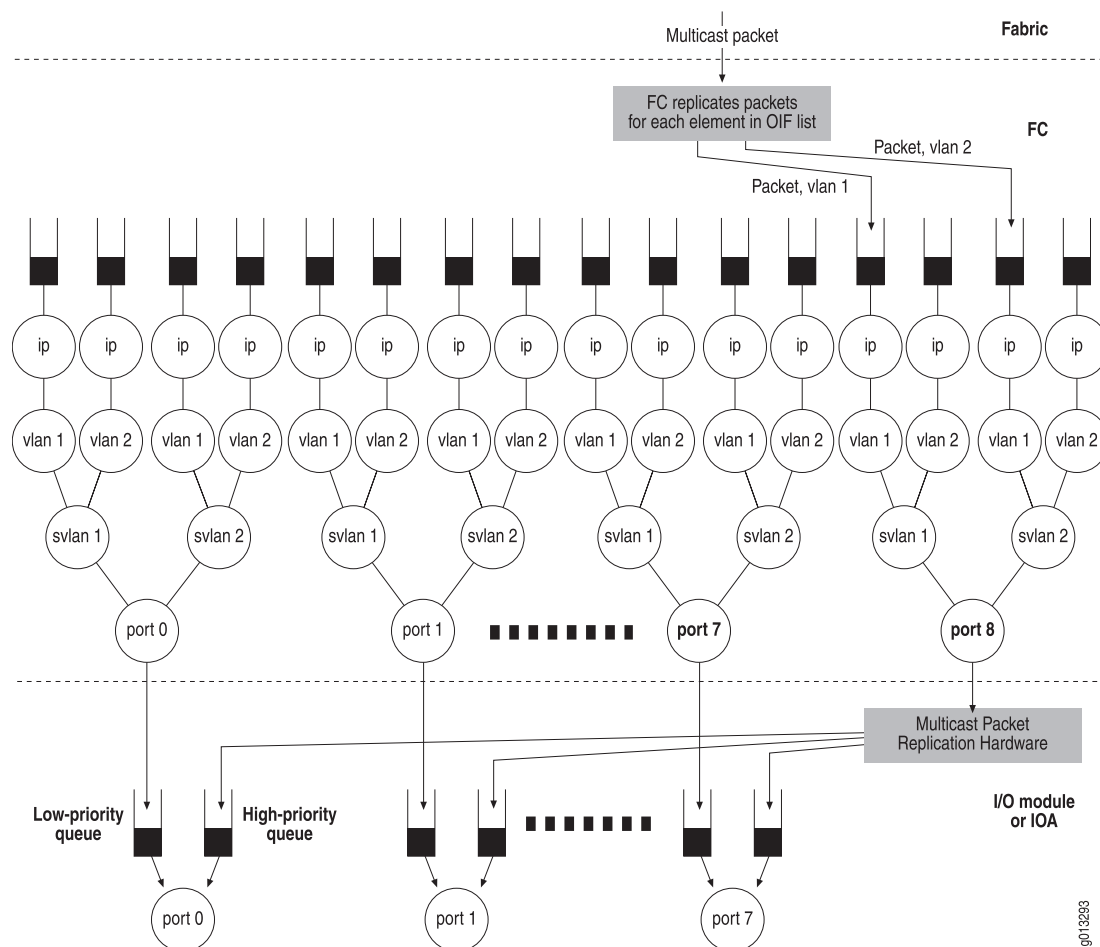 Multicast packet
Fabric
FC replicates packets
for each element in OIF list
FC
Packet, vlan 2
Packet, vlan 1
ip ip ip ip ip ip ip ip ip ip ip ip ip ip ip ip
vlan 1 vlan 2 vlan 1 vlan 2 vlan 1 vlan 2 vlan 1 vlan 2 vlan 1 vlan 2 vlan 1 vlan 2 vlan 1 vlan 2 vlan 1 vlan 2
svlan 1 svlan 2 svlan 1 svlan 2 svlan 1 svlan 2 svlan 1 svlan 2
port 0 port 1 port 7 port 8
Multicast Packet
Replication Hardware
Low-priority
queue
High-priority
queue
I/O module
or IOA
port 0 port 1 port 7
g013293